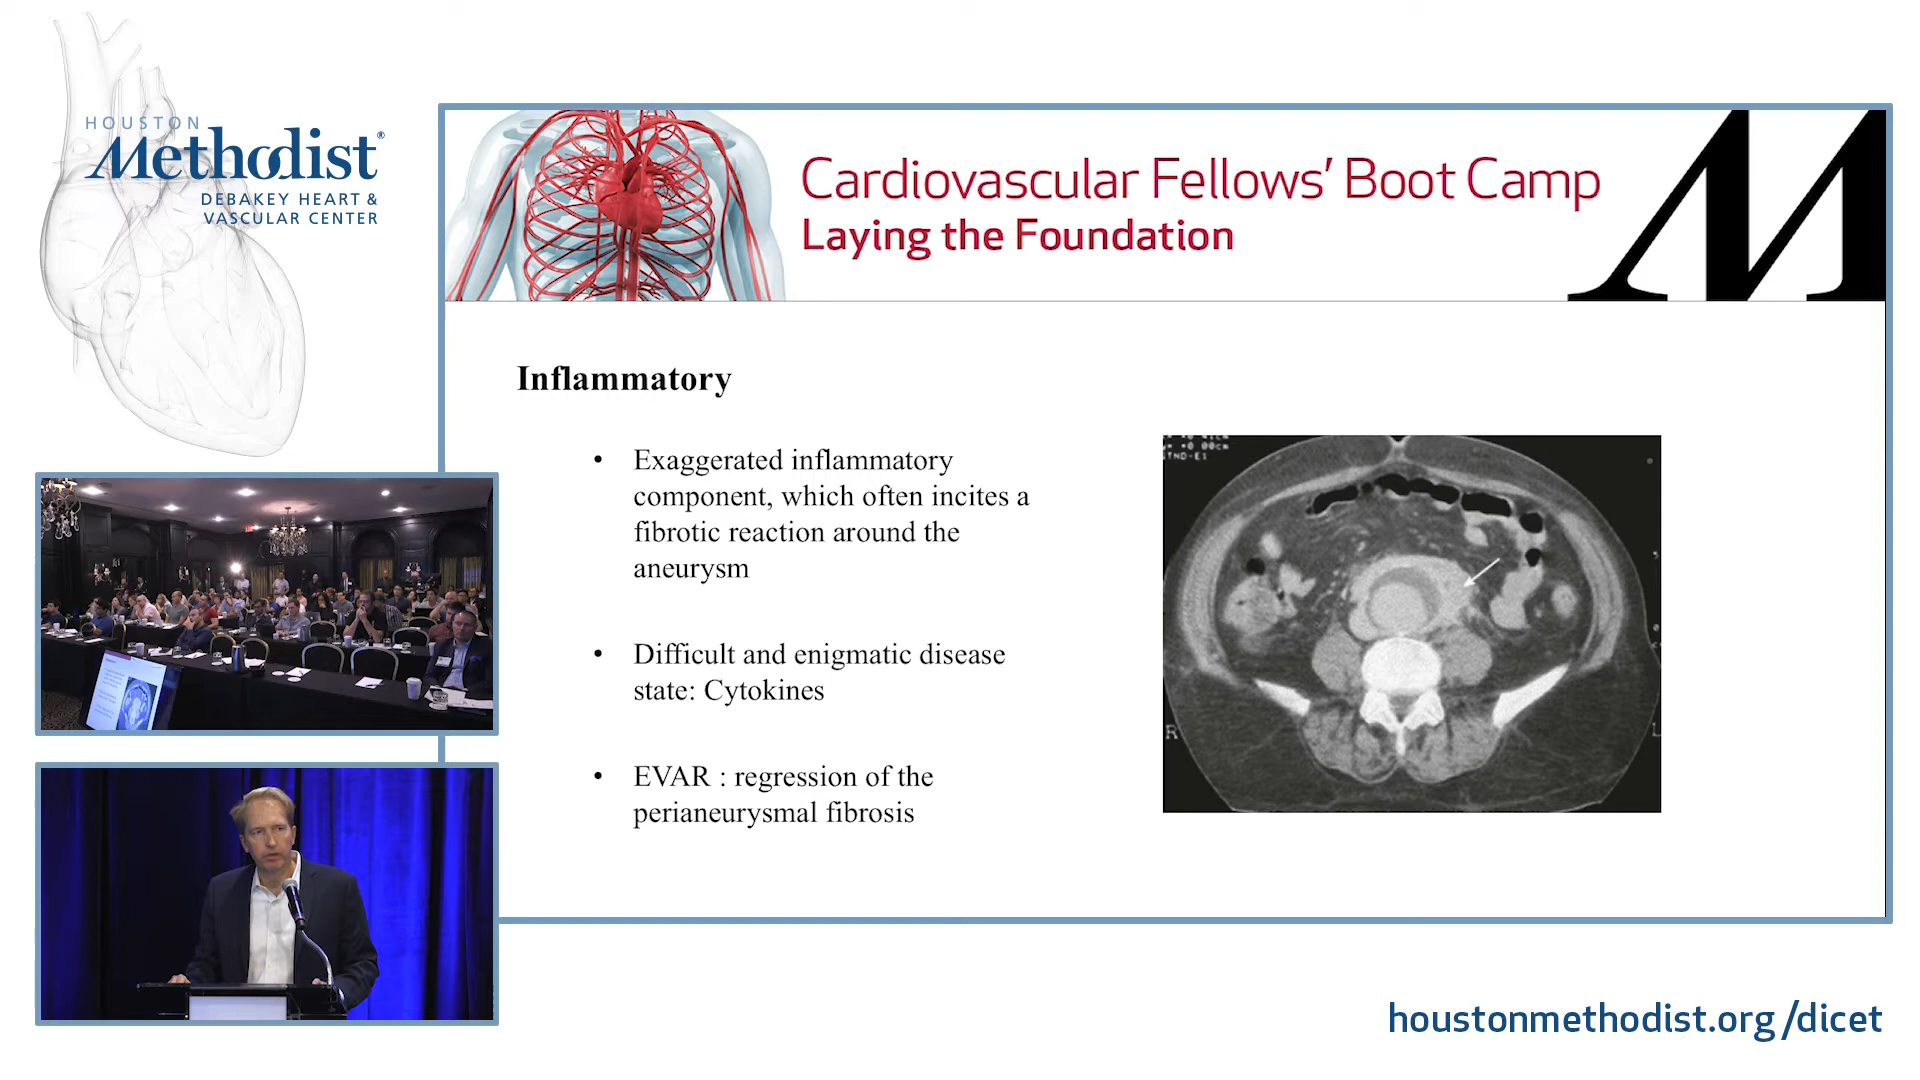 HOUSTON
Methodist®
DEBAKEY HEART &
VASCULAR CENTER
Cardiovascular Fellows' Boot Camp
Laying the Foundation
M
Inflammatory
• Exaggerated inflammatory
component, which often incites a
fibrotic reaction around the
aneurysm
• Difficult and enigmatic disease
state: Cytokines
• EVAR : regression of the
perianeurysmal fibrosis
R
L
houstonmethodist.org/dicet